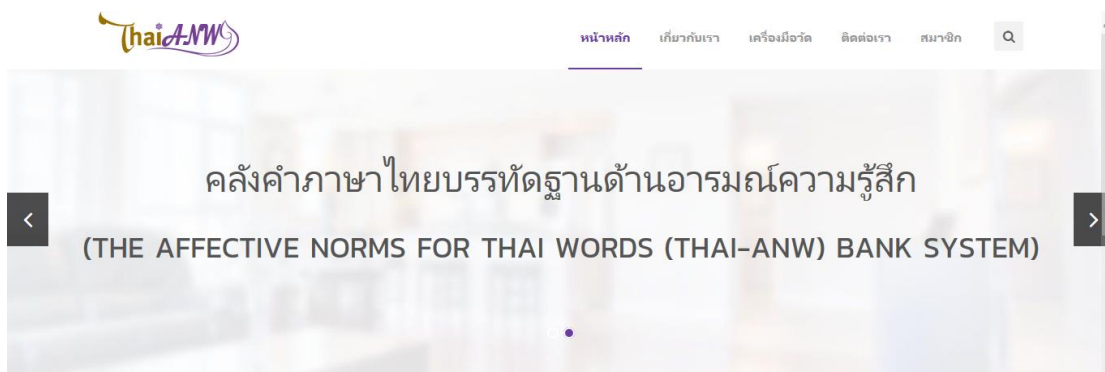 ThaiANW
หน้าหลัก เกี่ยวกับเรา เครื่องมือวัด ติดต่อเรา สมาชิก
คลังคำภาษาไทยบรรทัดฐานด้านอารมณ์ความรู้สึก
(THE AFFECTIVE NORMS FOR THAI WORDS (THAI-ANW) BANK SYSTEM)